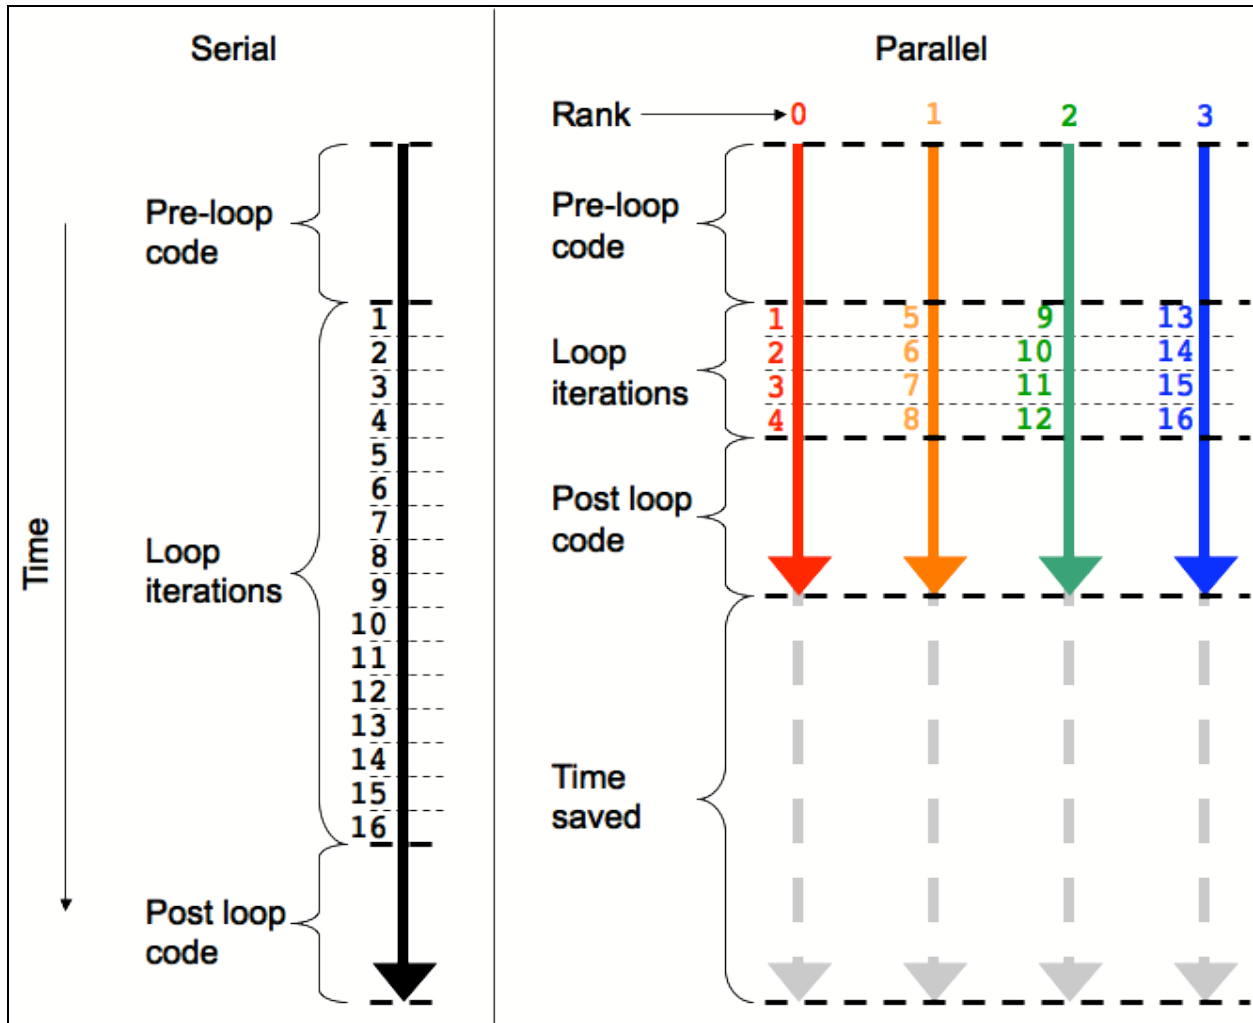 Serial
Pre-loop
code
1
2
3
4
5
6
7
8
9
10
11
12
13
14
15
16
Loop
iterations
Post loop
code
Time
Parallel
Rank 0 1 2 3
Pre-loop
code
Loop
iterations
1 5 9 13
2 6 10 14
3 7 11 15
4 8 12 16
Post loop
code
Time
saved